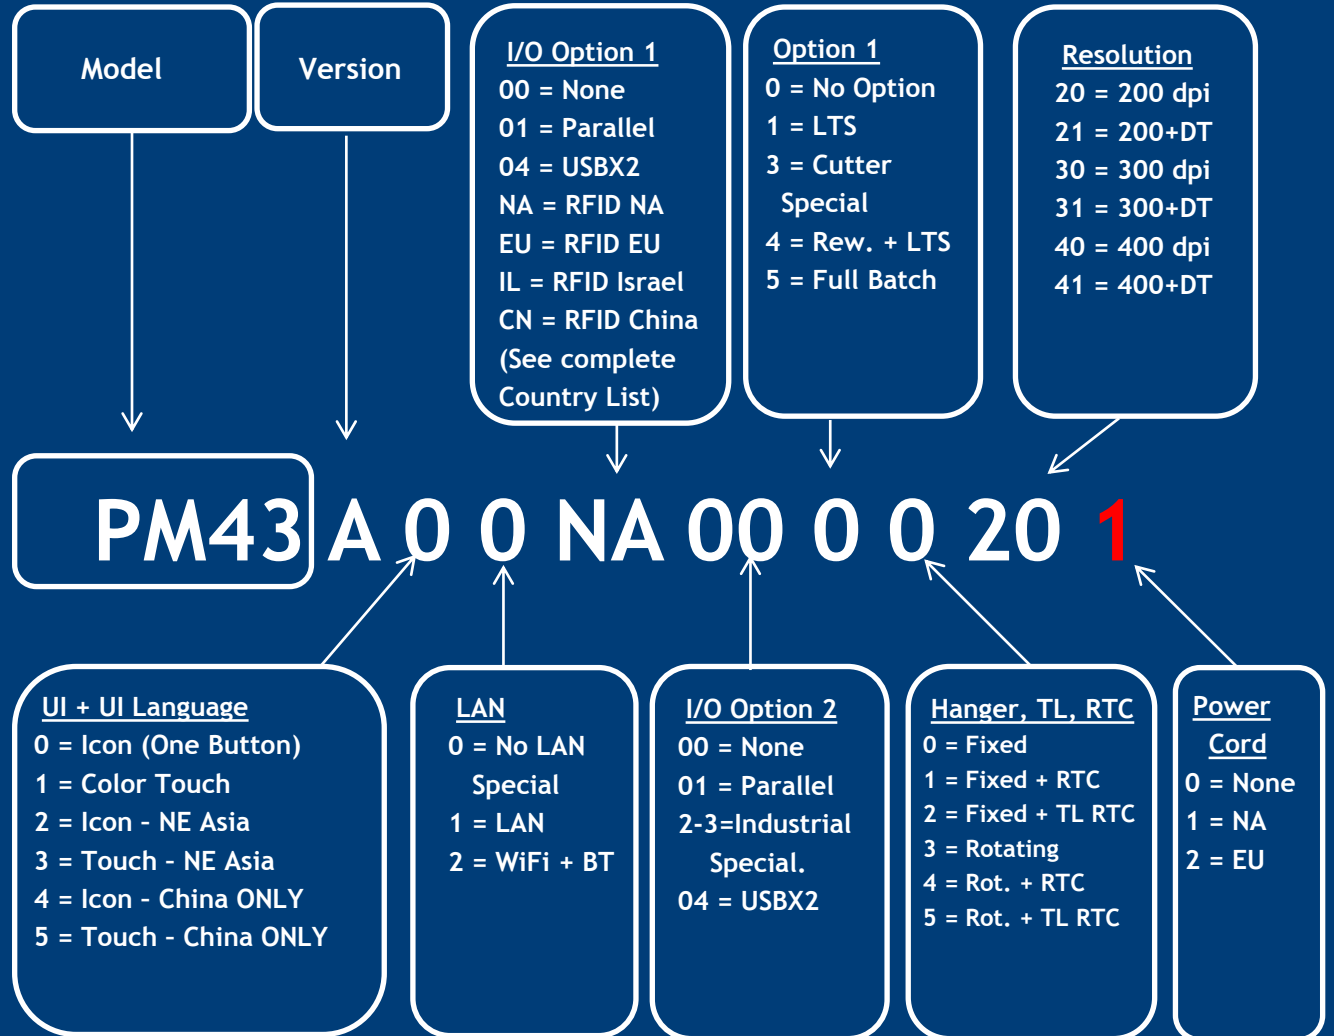 Model
Version
I/O Option 1
00 = None
01 = Parallel
04 = USBX2
NA = RFID NA
EU = RFID EU
IL = RFID Israel
CN = RFID China
(See complete
Country List)
Option 1
0 = No Option
1 = LTS
3 = Cutter
Special
4 = Rew. + LTS
5 = Full Batch
Resolution
20 = 200 dpi
21 = 200+DT
30 = 300 dpi
31 = 300+DT
40 = 400 dpi
41 = 400+DT
PM43 A 0 0 NA 00 0 0 20 1
UI + UI Language
0 = Icon (One Button)
1 = Color Touch
2 = Icon – NE Asia
3 = Touch – NE Asia
4 = Icon – China ONLY
5 = Touch – China ONLY
LAN
0 = No LAN
Special
1 = LAN
2 = WiFi + BT
I/O Option 2
00 = None
01 = Parallel
2-3=Industrial
Special.
04 = USBX2
Hanger, TL, RTC
0 = Fixed
1 = Fixed + RTC
2 = Fixed + TL RTC
3 = Rotating
4 = Rot. + RTC
5 = Rot. + TL RTC
Power
Cord
0 = None
1 = NA
2 = EU